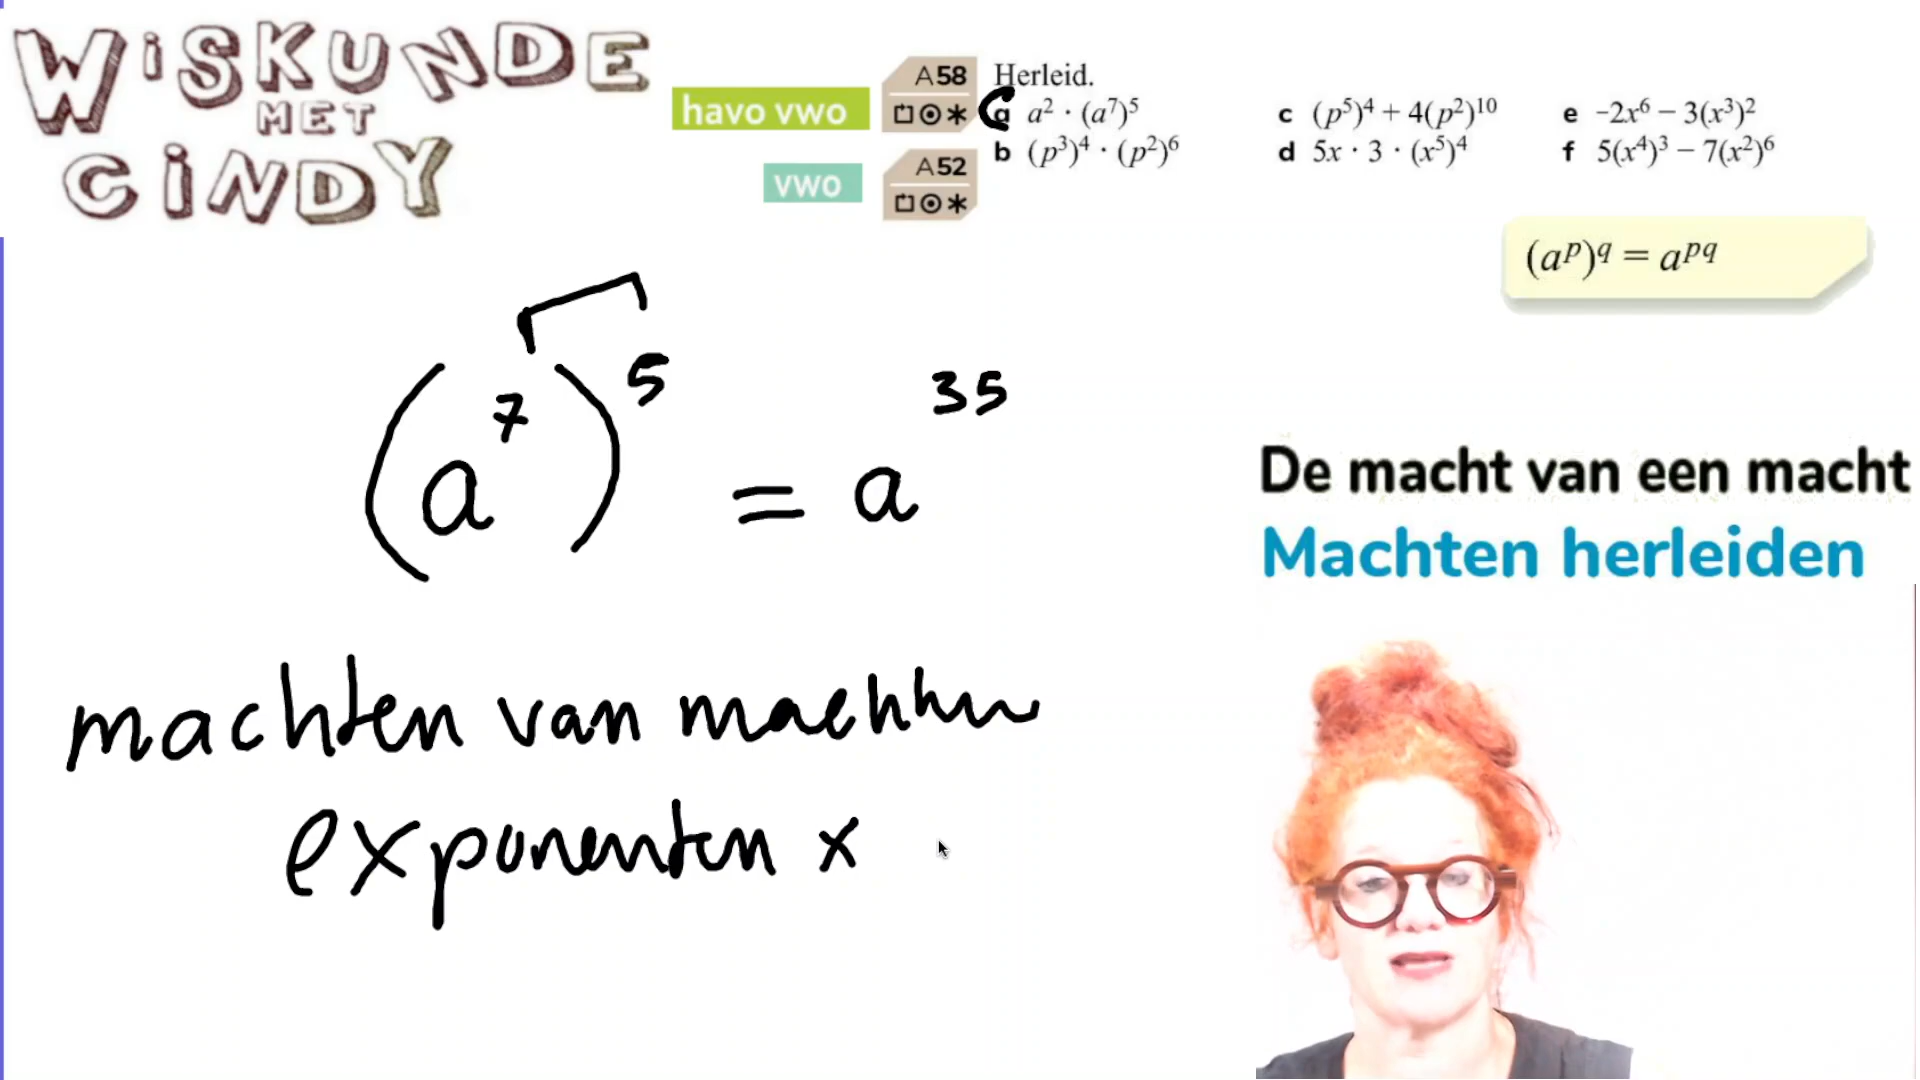 WiSKUNDE
MET
CiNDY
havo vwo
A58
vwo
A52
Herleid.
a a² · (a⁷)⁵
b (p³)⁴ · (p²)⁶
c (p⁵)⁴ + 4(p²)¹⁰
d 5x · 3 · (x⁵)⁴
e -2x⁶ – 3(x³)²
f 5(x⁴)³ – 7(x²)⁶
(aᵖ)^q = a^pq
(a⁷)⁵ = a³⁵
De macht van een macht
Machten herleiden
machten van machten
exponenten x